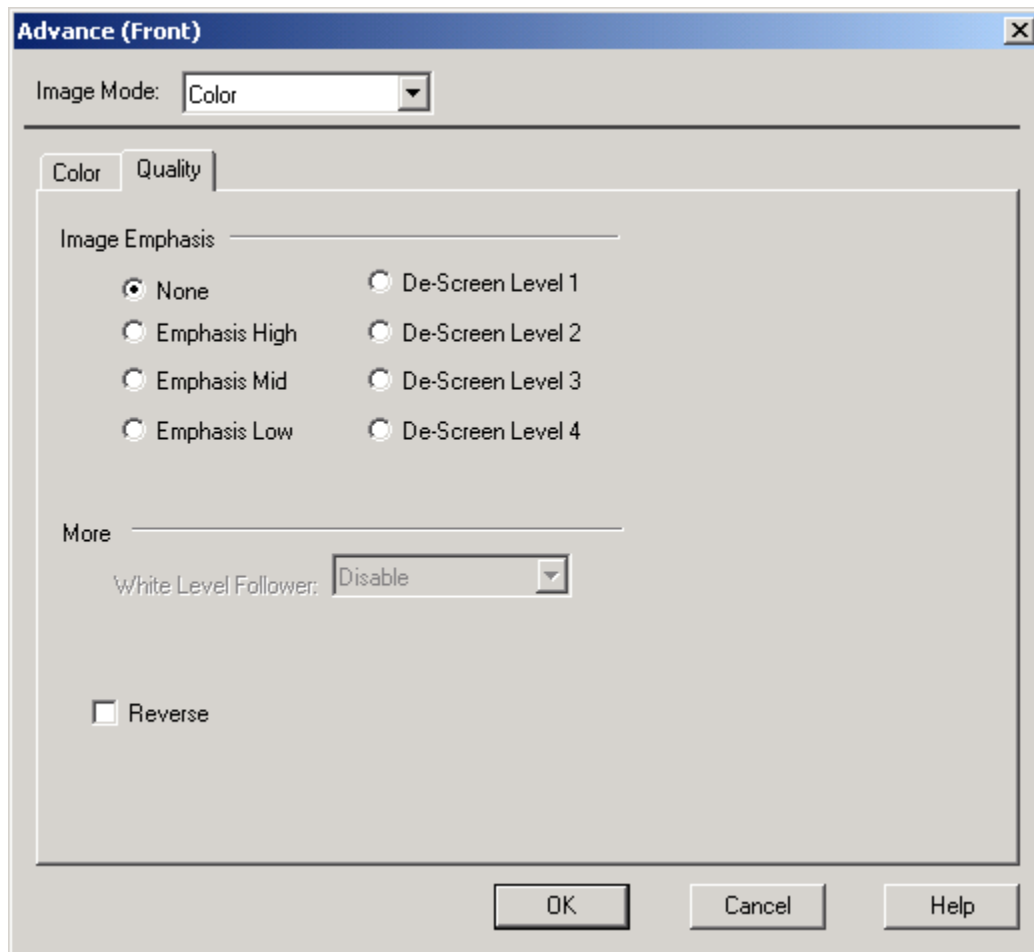 Advance (Front)
Image Mode: Color
Color Quality
Image Emphasis
None De-Screen Level 1
Emphasis High De-Screen Level 2
Emphasis Mid De-Screen Level 3
Emphasis Low De-Screen Level 4
More
White Level Follower: Disable
Reverse
OK Cancel Help